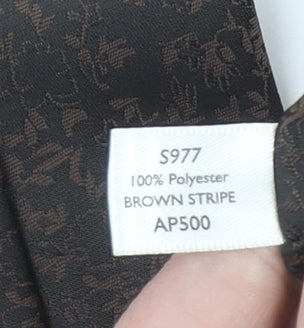 S977
100% Polyester
BROWN STRIPE
AP500